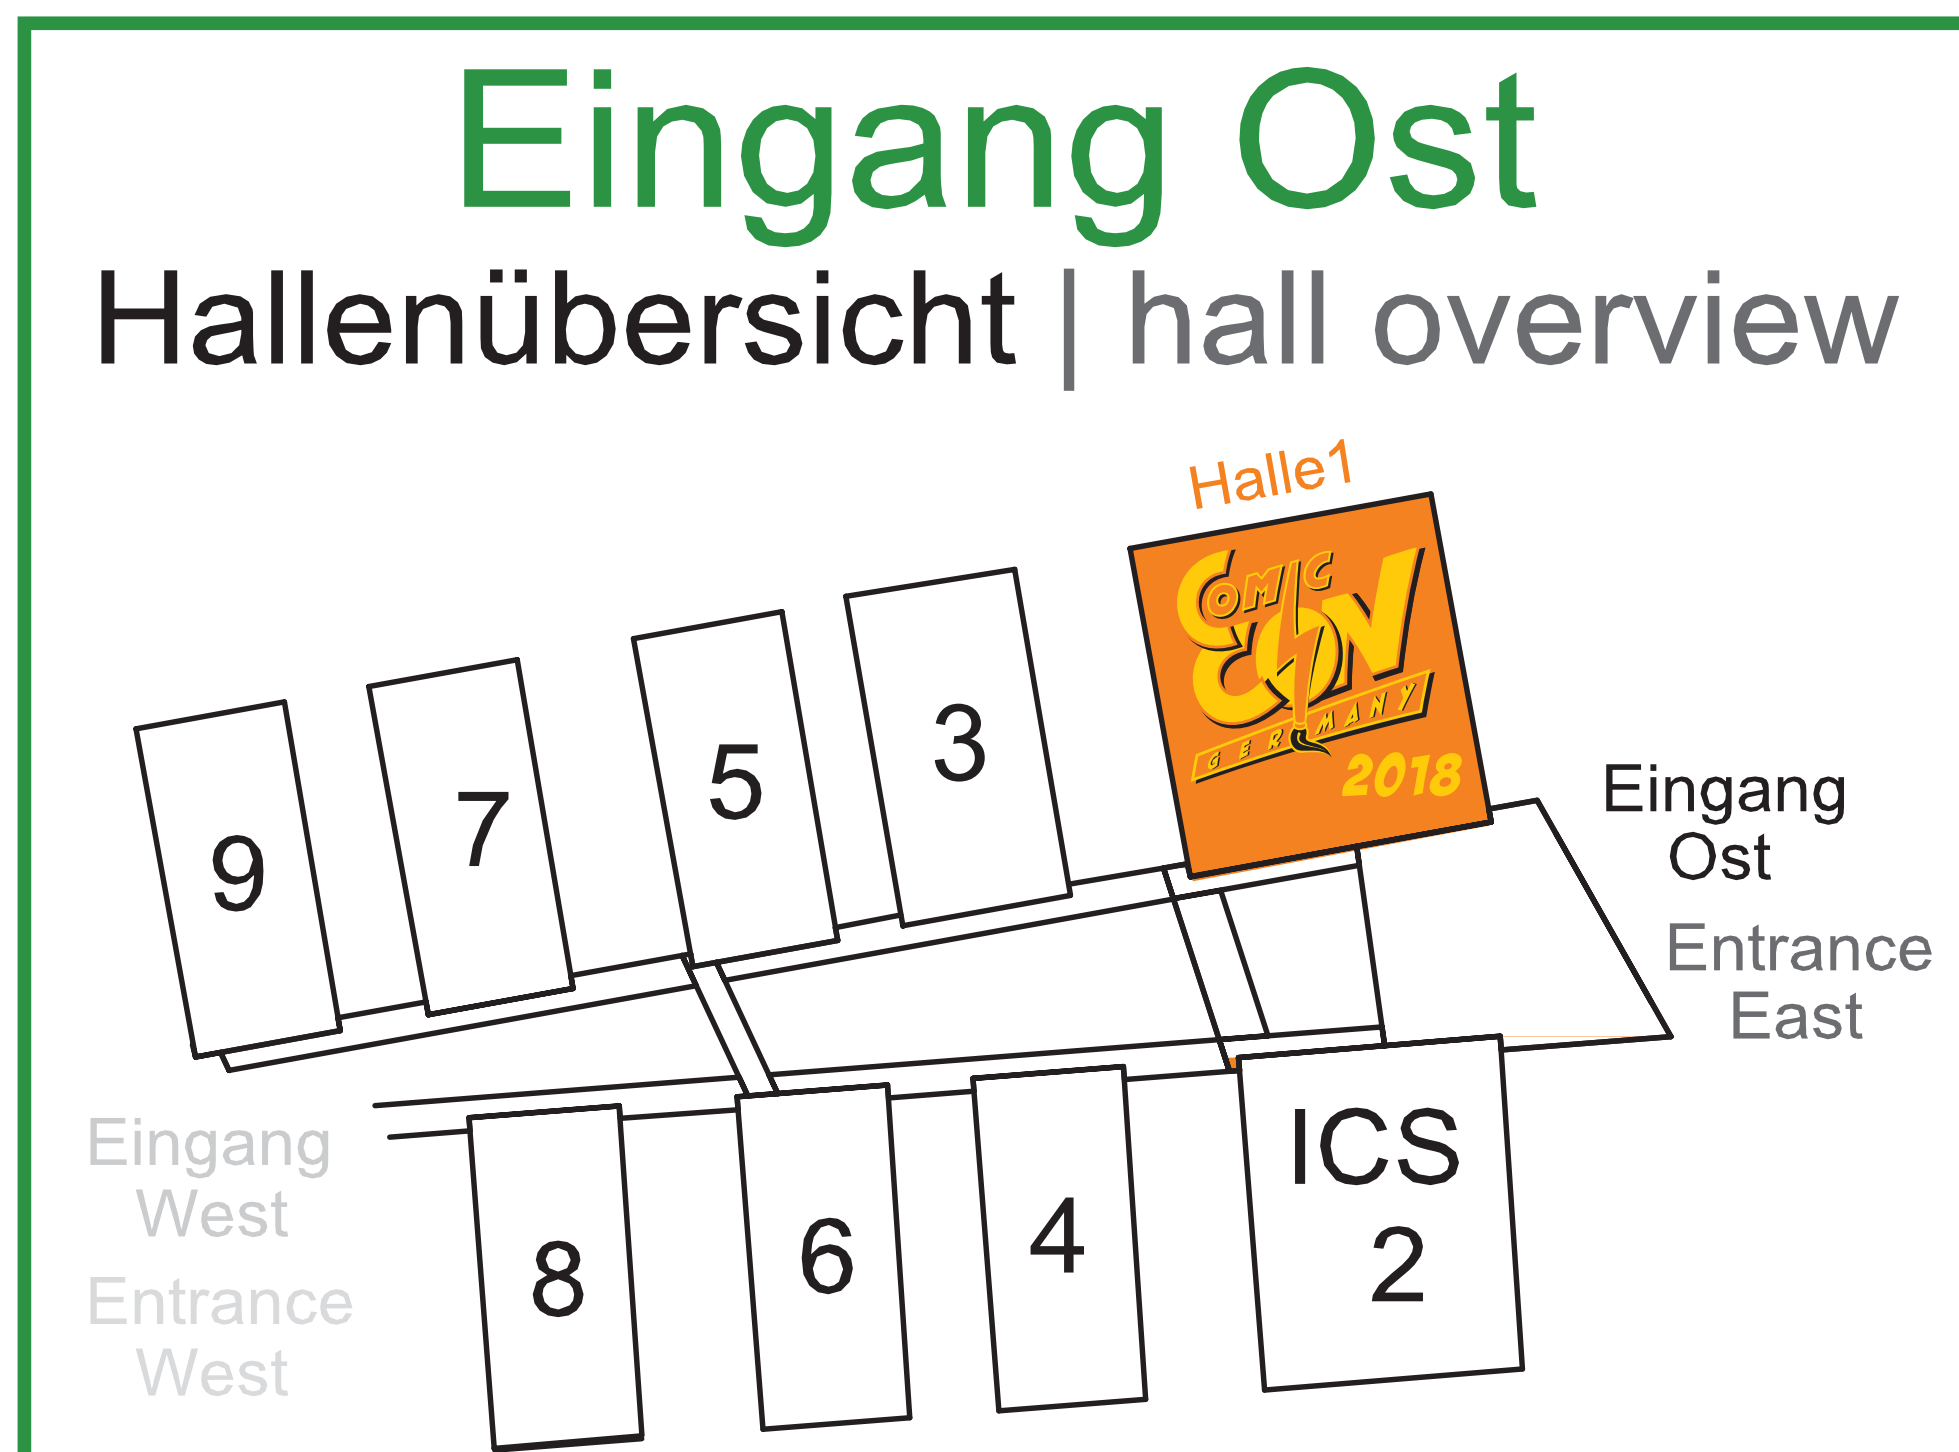 Eingang Ost
Hallenübersicht | hall overview
Halle1
COMIC
CON
GERMANY
2018
3
5
7
9
Eingang
Ost
Entrance
East
Eingang
West
Entrance
West
8
6
4
ICS
2